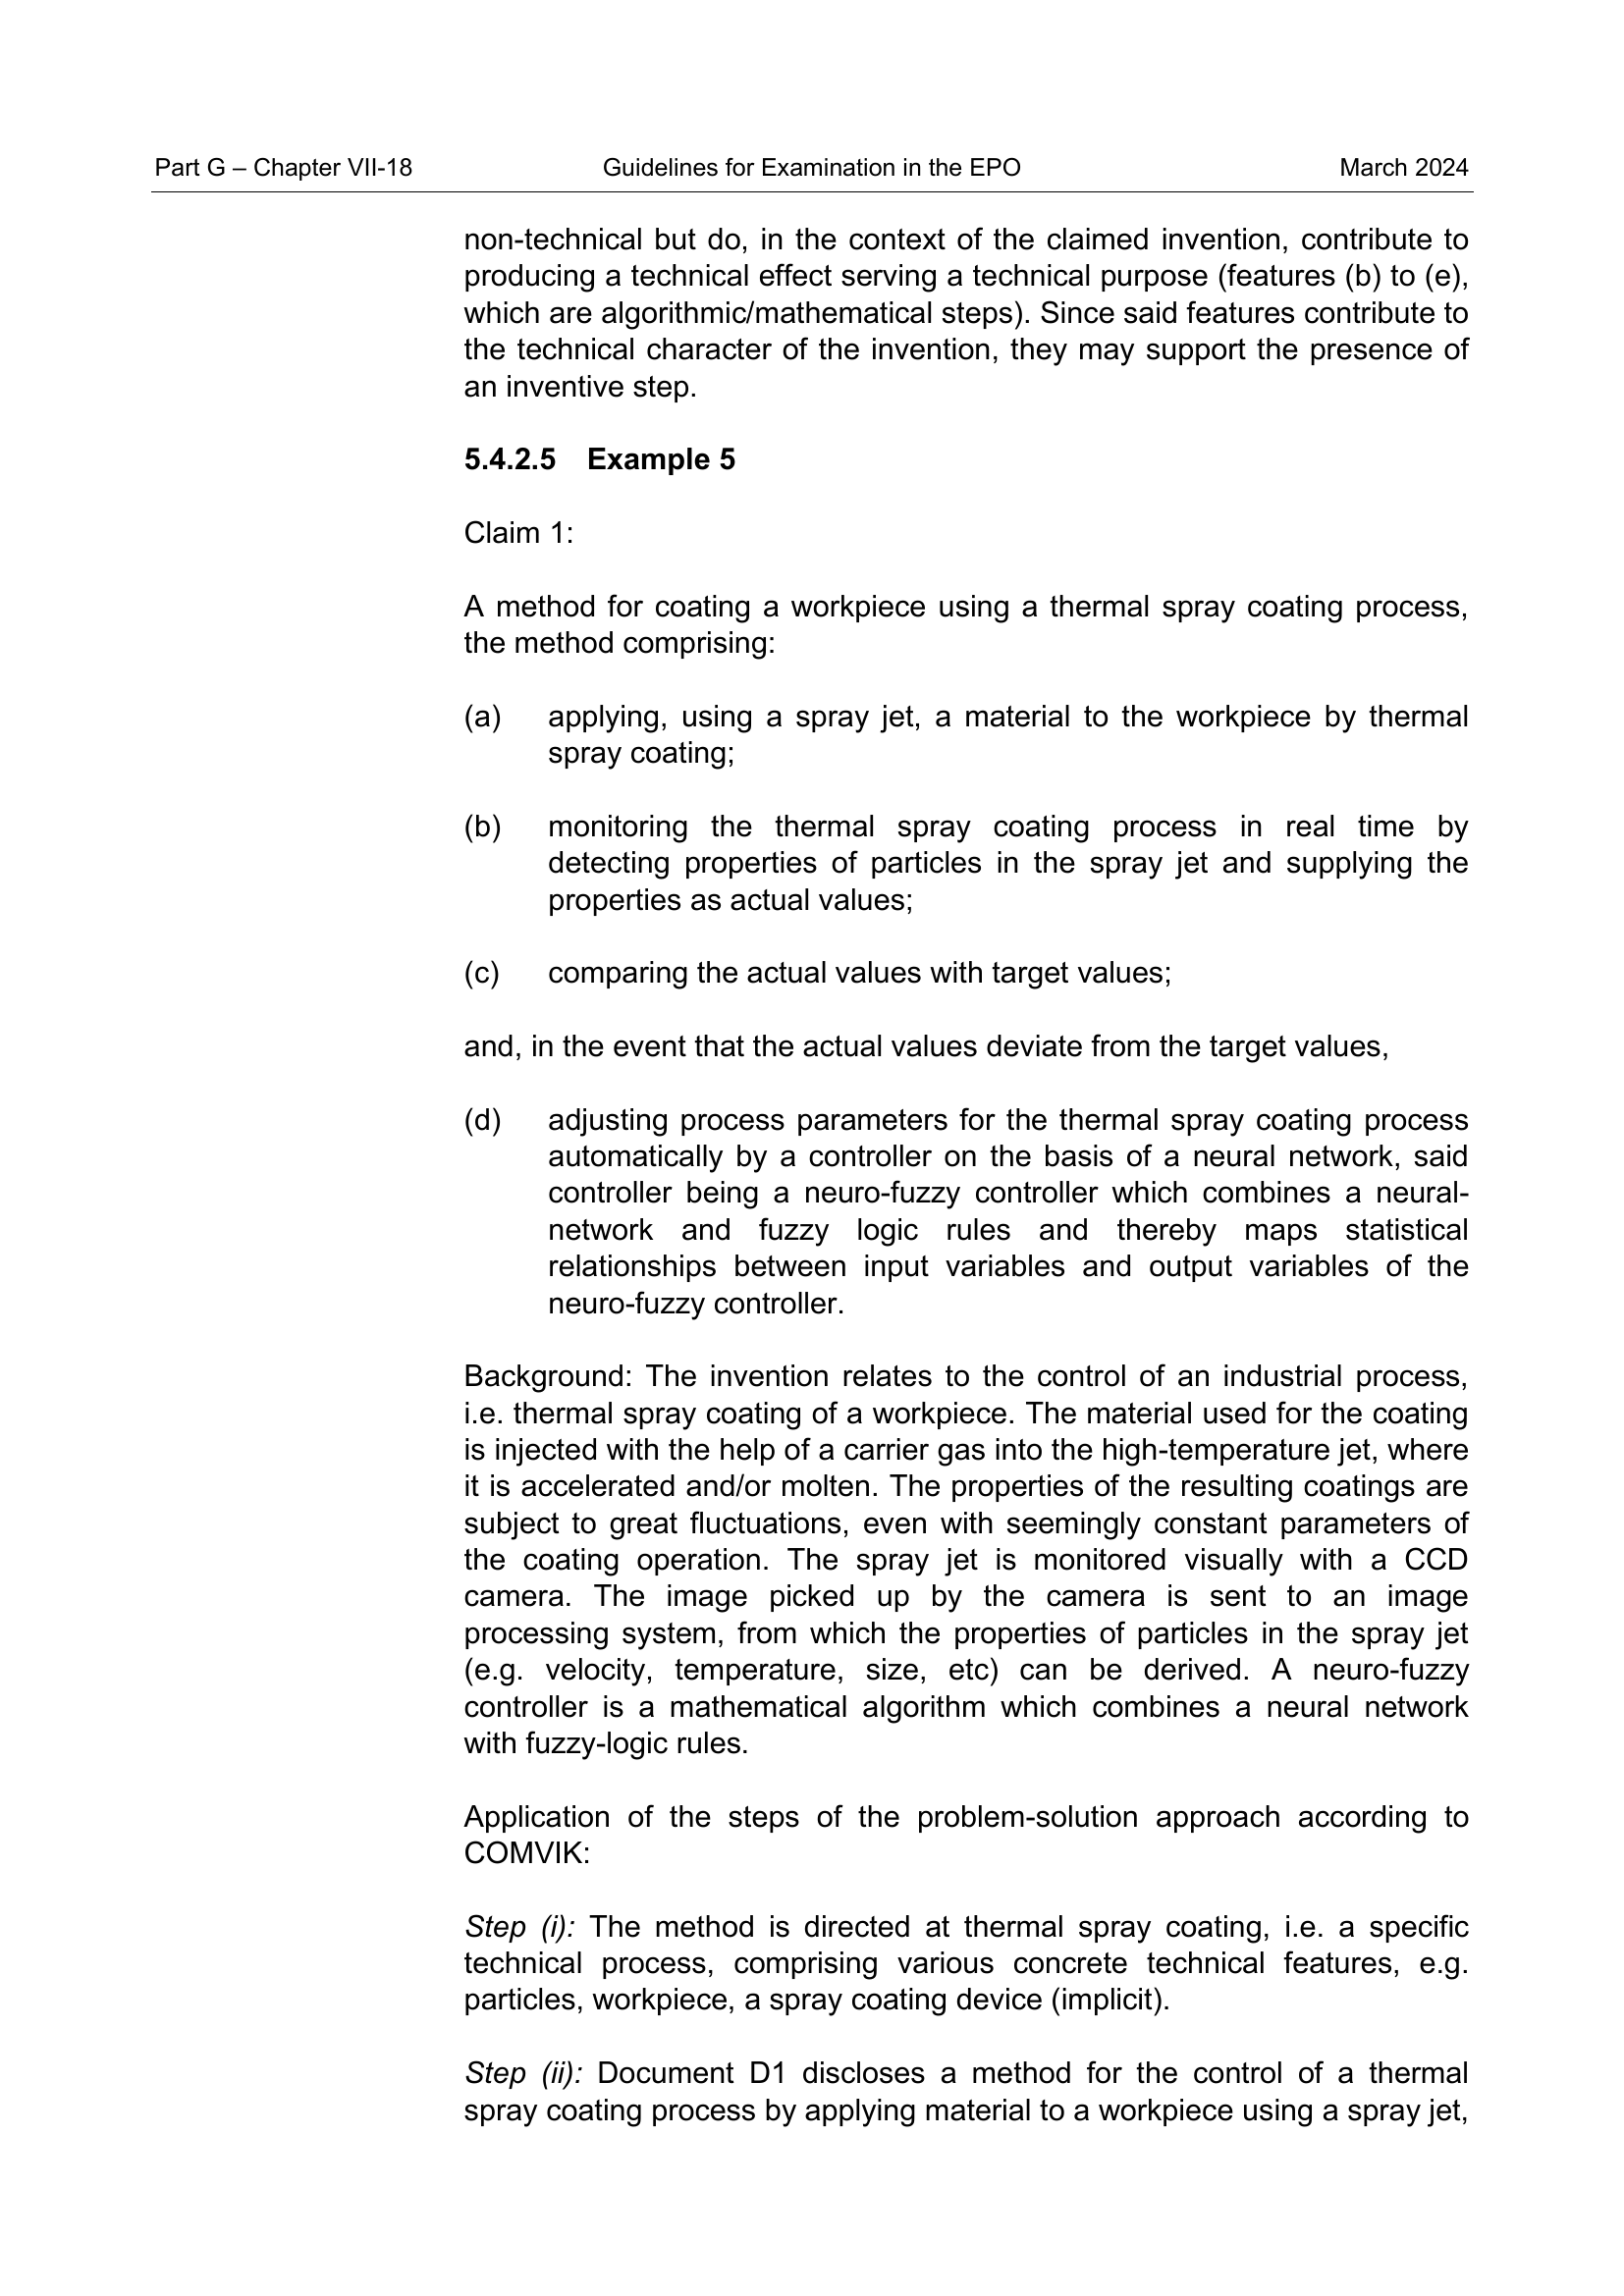 Part G – Chapter VII-18 Guidelines for Examination in the EPO March 2024
non-technical but do, in the context of the claimed invention, contribute to
producing a technical effect serving a technical purpose (features (b) to (e),
which are algorithmic/mathematical steps). Since said features contribute to
the technical character of the invention, they may support the presence of
an inventive step.
5.4.2.5 Example 5
Claim 1:
A method for coating a workpiece using a thermal spray coating process,
the method comprising:
(a) applying, using a spray jet, a material to the workpiece by thermal
spray coating;
(b) monitoring the thermal spray coating process in real time by
detecting properties of particles in the spray jet and supplying the
properties as actual values;
(c) comparing the actual values with target values;
and, in the event that the actual values deviate from the target values,
(d) adjusting process parameters for the thermal spray coating process
automatically by a controller on the basis of a neural network, said
controller being a neuro-fuzzy controller which combines a neural-
network and fuzzy logic rules and thereby maps statistical
relationships between input variables and output variables of the
neuro-fuzzy controller.
Background: The invention relates to the control of an industrial process,
i.e. thermal spray coating of a workpiece. The material used for the coating
is injected with the help of a carrier gas into the high-temperature jet, where
it is accelerated and/or molten. The properties of the resulting coatings are
subject to great fluctuations, even with seemingly constant parameters of
the coating operation. The spray jet is monitored visually with a CCD
camera. The image picked up by the camera is sent to an image
processing system, from which the properties of particles in the spray jet
(e.g. velocity, temperature, size, etc) can be derived. A neuro-fuzzy
controller is a mathematical algorithm which combines a neural network
with fuzzy-logic rules.
Application of the steps of the problem-solution approach according to
COMVIK:
Step (i): The method is directed at thermal spray coating, i.e. a specific
technical process, comprising various concrete technical features, e.g.
particles, workpiece, a spray coating device (implicit).
Step (ii): Document D1 discloses a method for the control of a thermal
spray coating process by applying material to a workpiece using a spray jet,